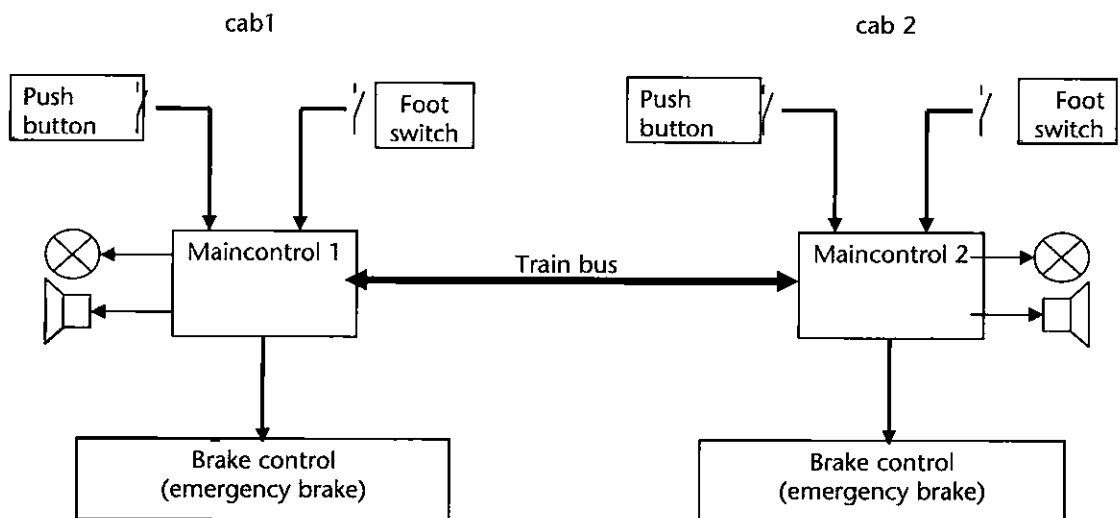 cab1
cab 2
Push
button
Foot
switch
Push
button
Foot
switch
Maincontrol 1
Train bus
Maincontrol 2
Brake control
(emergency brake)
Brake control
(emergency brake)